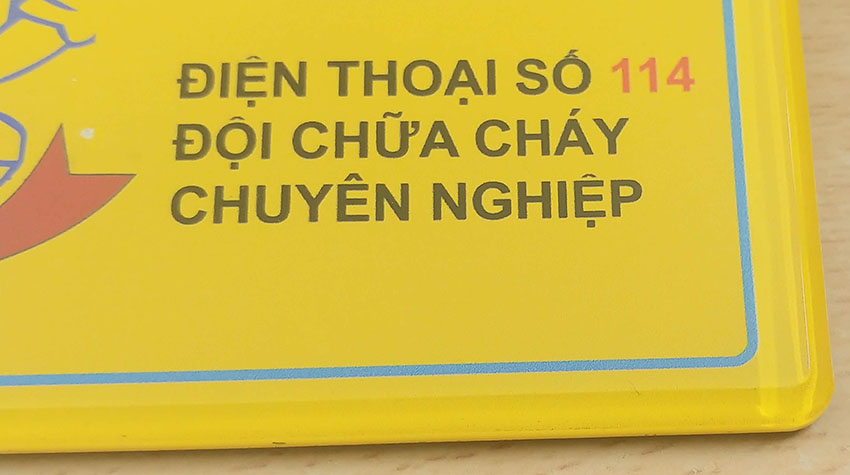 ĐIỆN THOẠI SỐ 114
ĐỘI CHỮA CHÁY
CHUYÊN NGHIỆP